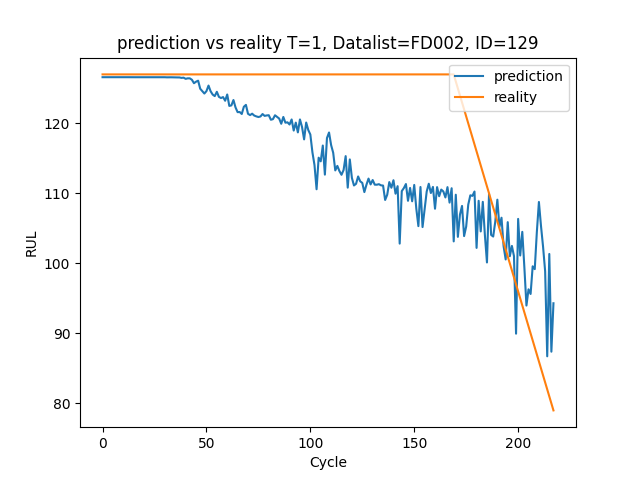 prediction vs reality T=1, Datalist=FD002, ID=129
prediction
reality
120
110
100
90
80
RUL
0
50
100
150
200
Cycle